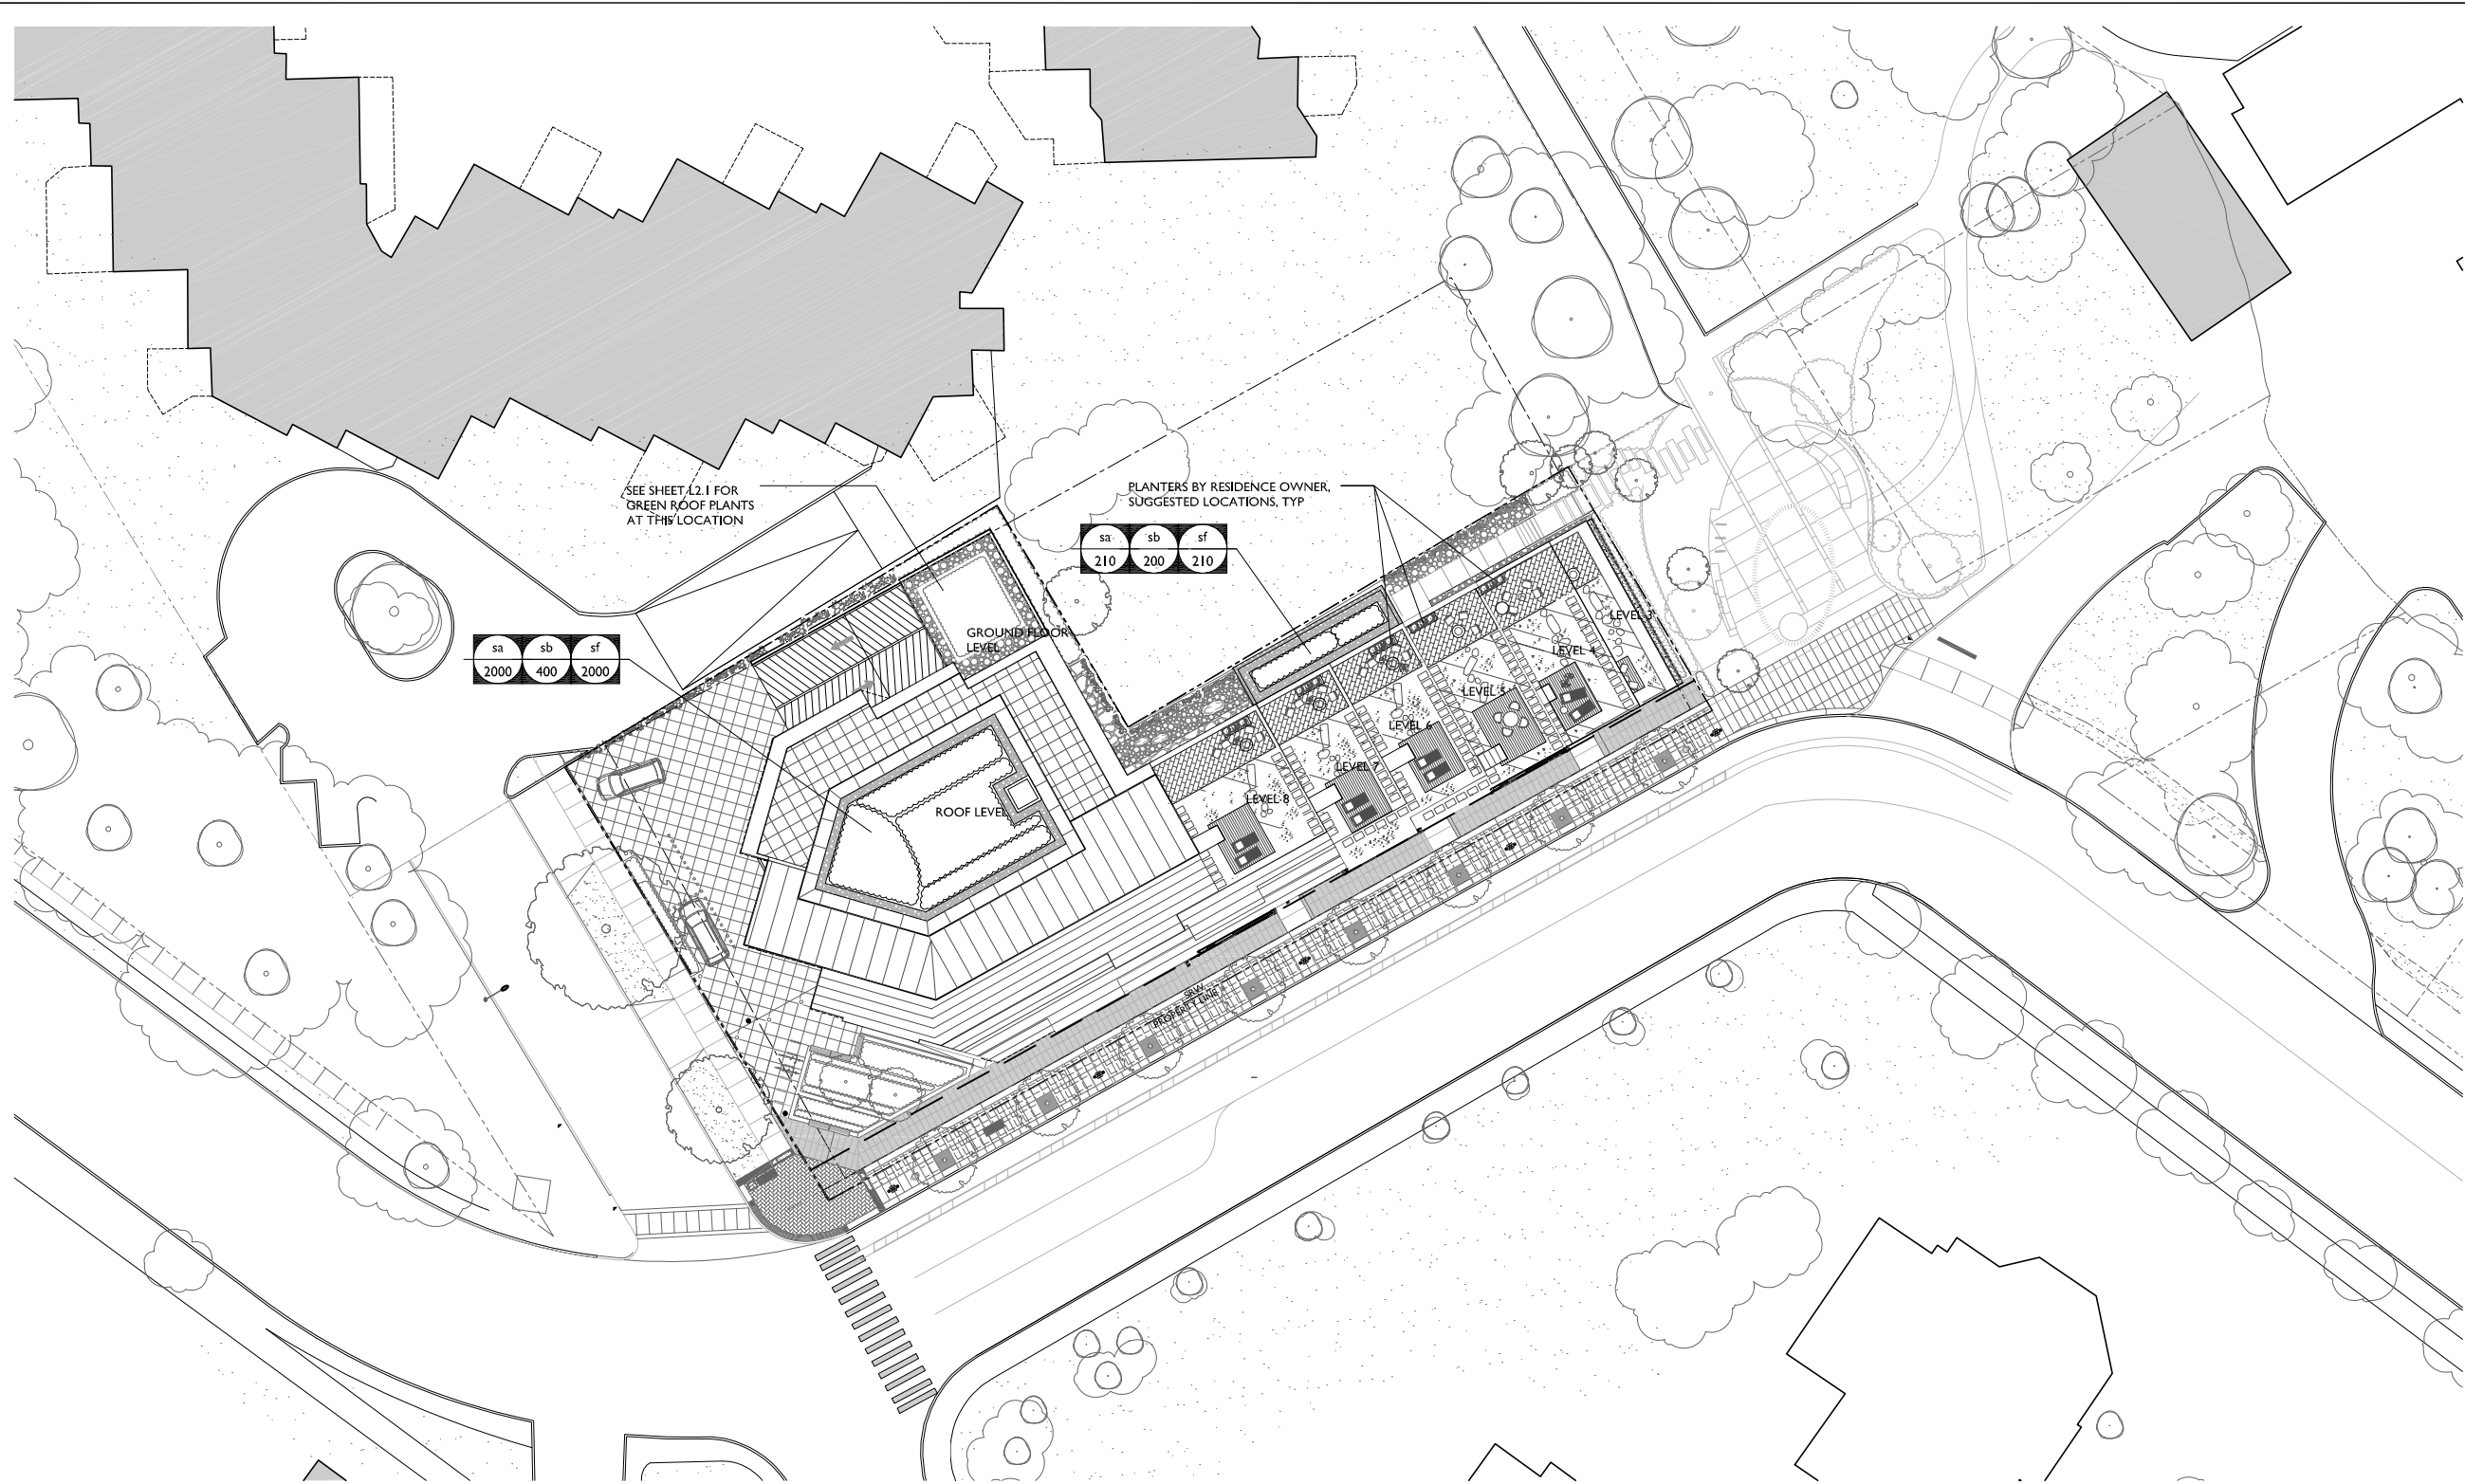 SEE SHEET L2.1 FOR
GREEN ROOF PLANTS
AT THIS LOCATION
PLANTERS BY RESIDENCE OWNER,
SUGGESTED LOCATIONS, TYP
sa sb sf
210 200 210
sa sb sf
2000 400 2000
GROUND FLOOR
LEVEL
LEVEL 3
LEVEL 4
LEVEL 5
LEVEL 6
LEVEL 7
LEVEL 8
ROOF LEVEL
SRW
PROPERTY LINE